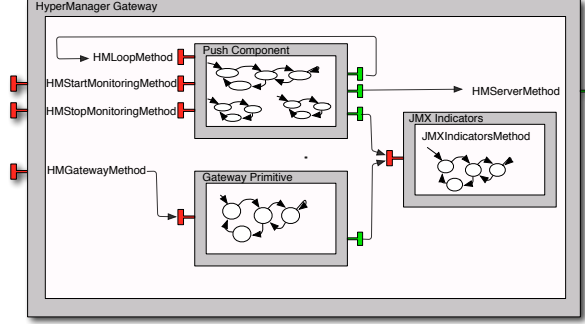 HyperManager Gateway
Push Component
HMLoopMethod
HMStartMonitoringMethod
HMServerMethod
HMStopMonitoringMethod
JMX Indicators
JMXIndicatorsMethod
HMGatewayMethod
Gateway Primitive